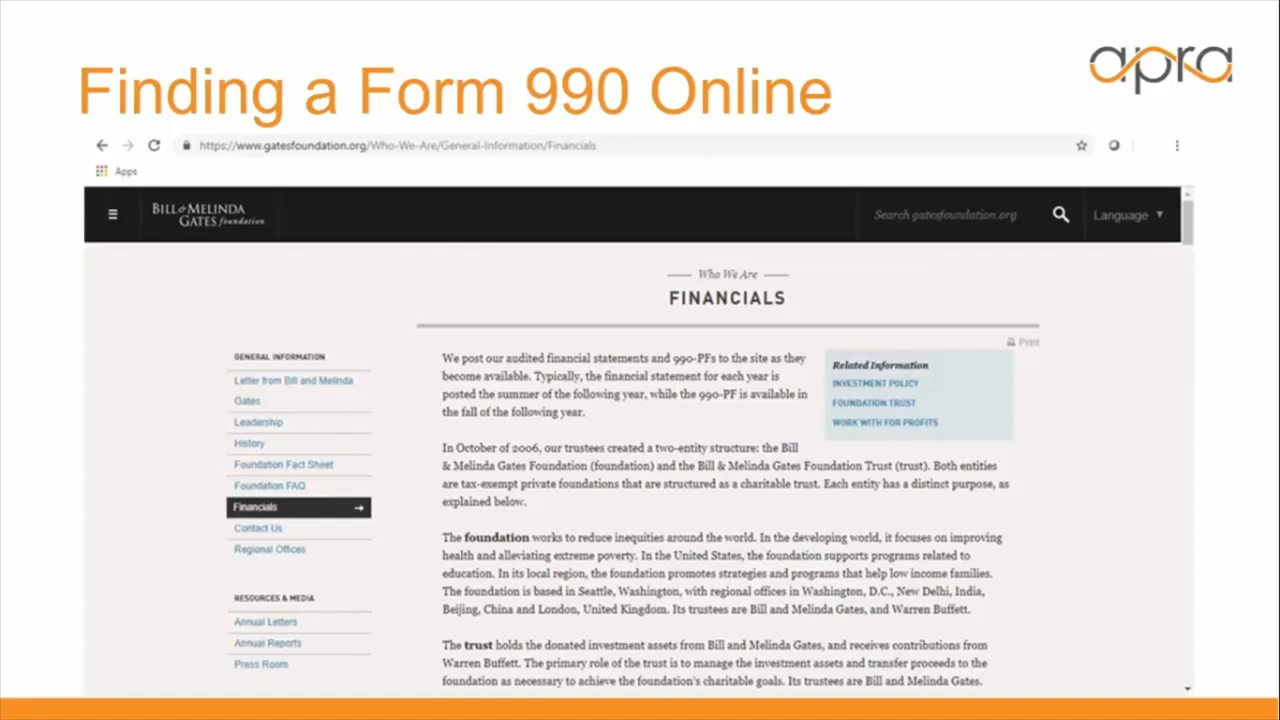 Finding a Form 990 Online
apra
https://www.gatesfoundation.org/Who-We-Are/General-Information/Financials
Apps
BILL & MELINDA
GATES foundation
Search gatesfoundation.org
Language
Who We Are
FINANCIALS
Print
GENERAL INFORMATION
Letter from Bill and Melinda
Gates
Leadership
History
Foundation Fact Sheet
Foundation FAQ
Financials
Contact Us
Regional Offices
RESOURCES & MEDIA
Annual Letters
Annual Reports
Press Room
We post our audited financial statements and 990-PFs to the site as they
become available. Typically, the financial statement for each year is
posted the summer of the following year, while the 990-PF is available in
the fall of the following year.
Related Information
INVESTMENT POLICY
FOUNDATION TRUST
WORK WITH FOR PROFITS
In October of 2006, our trustees created a two-entity structure: the Bill
& Melinda Gates Foundation (foundation) and the Bill & Melinda Gates Foundation Trust (trust). Both entities
are tax-exempt private foundations that are structured as a charitable trust. Each entity has a distinct purpose, as
explained below.
The foundation works to reduce inequities around the world. In the developing world, it focuses on improving
health and alleviating extreme poverty. In the United States, the foundation supports programs related to
education. In its local region, the foundation promotes strategies and programs that help low income families.
The foundation is based in Seattle, Washington, with regional offices in Washington, D.C., New Delhi, India,
Beijing, China and London, United Kingdom. Its trustees are Bill and Melinda Gates, and Warren Buffett.
The trust holds the donated investment assets from Bill and Melinda Gates, and receives contributions from
Warren Buffett. The primary role of the trust is to manage the investment assets and transfer proceeds to the
foundation as necessary to achieve the foundation's charitable goals. Its trustees are Bill and Melinda Gates.